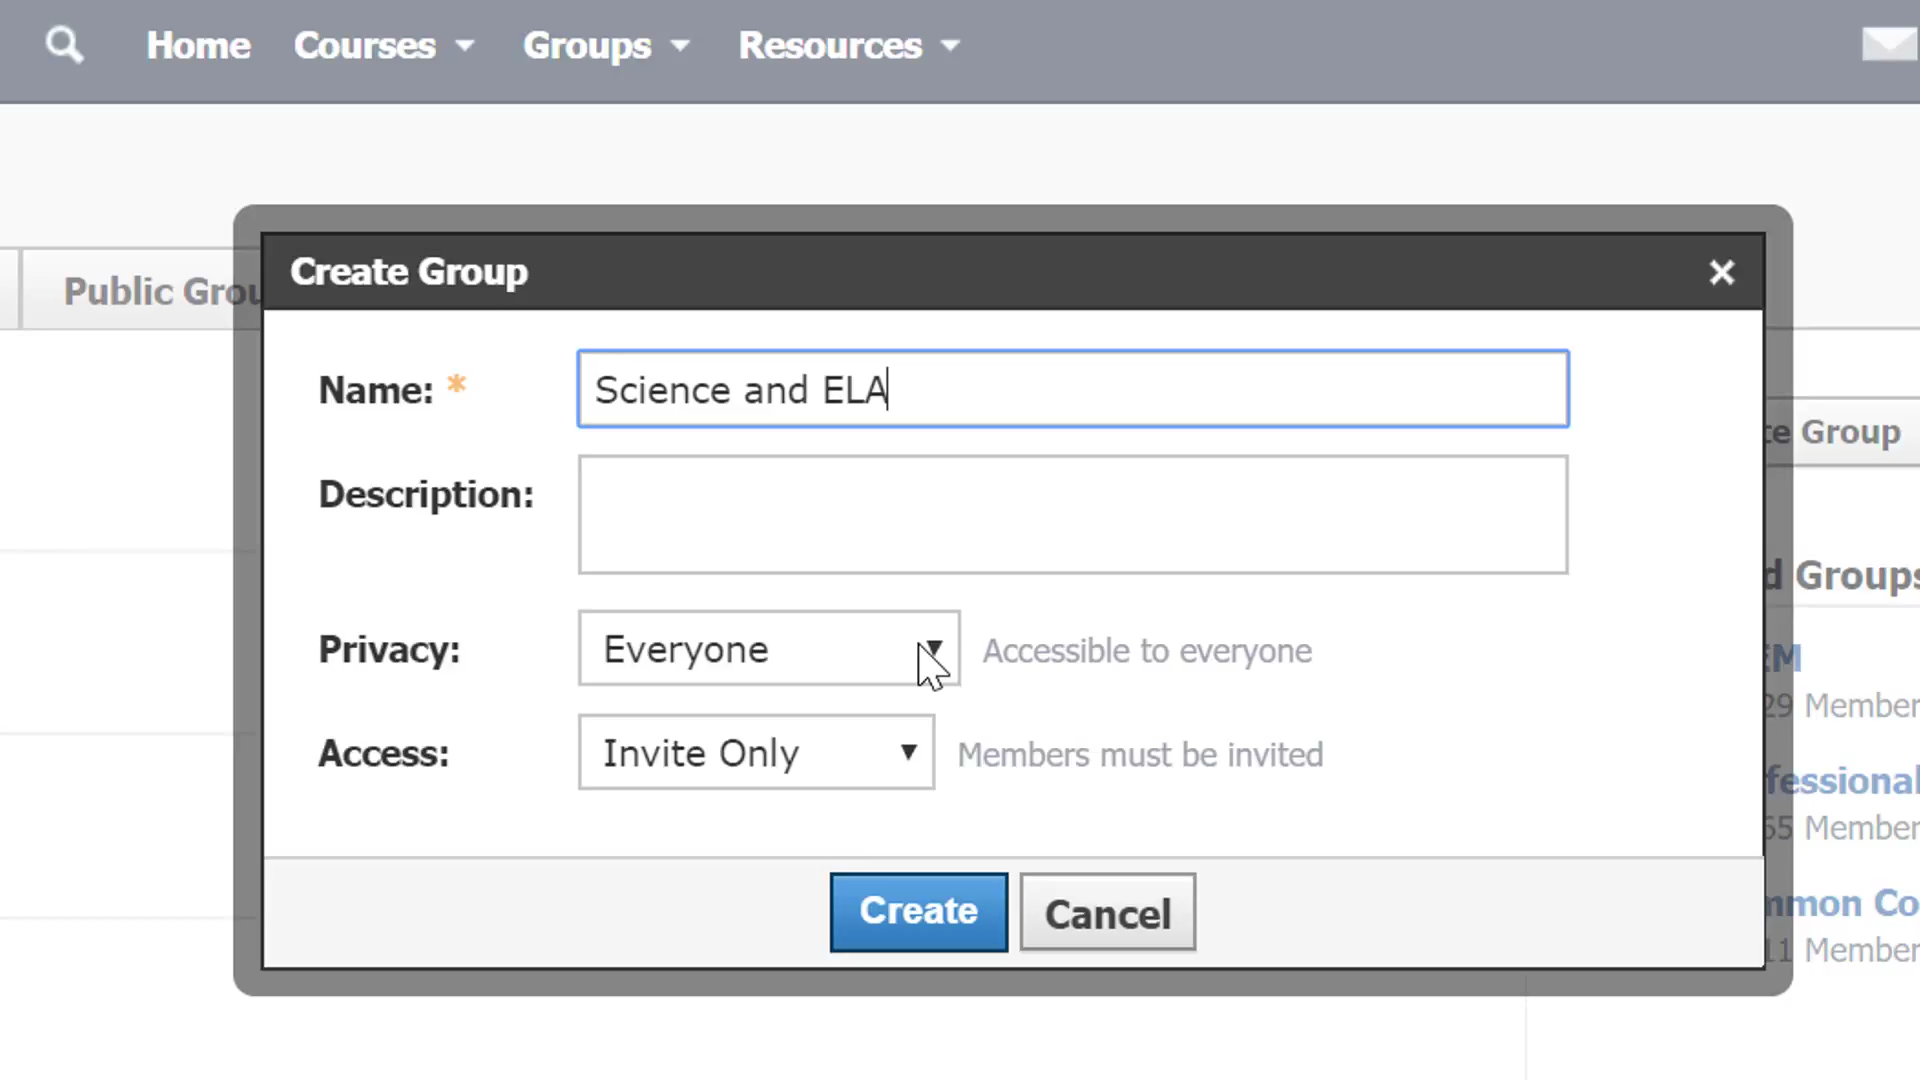 Home Courses Groups Resources
Public Grou
Create Group
Name: *
Science and ELA
Description:
Privacy:
Everyone
Accessible to everyone
Access:
Invite Only
Members must be invited
Create
Cancel
te Group
d Groups
EM
29 Member
fessional
65 Member
mmon Co
11 Member